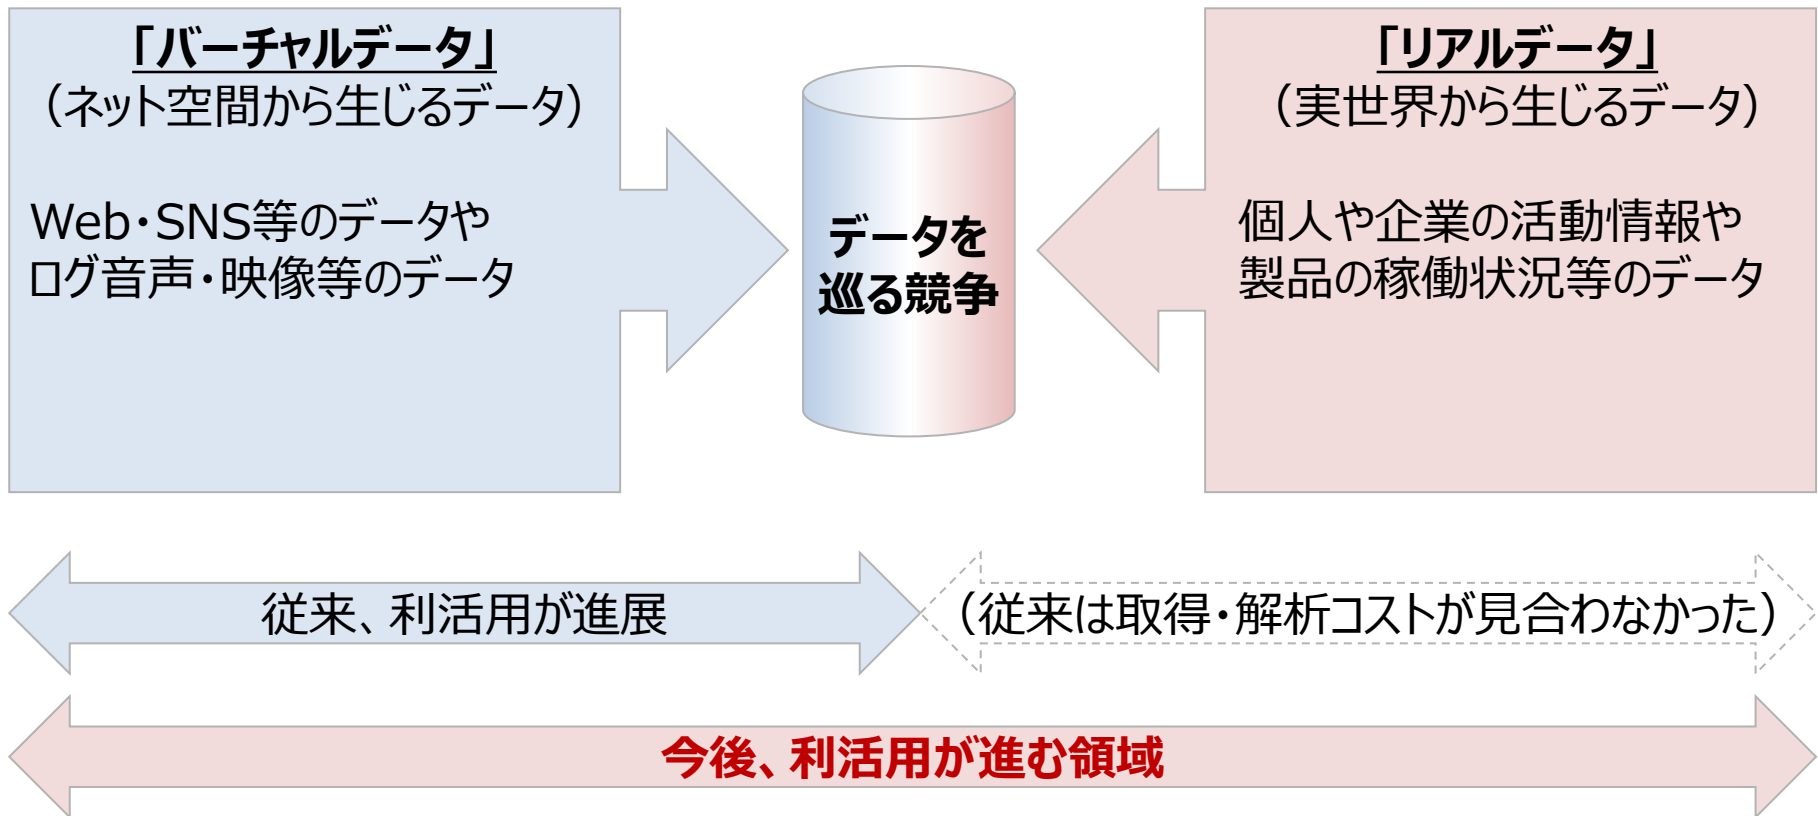 「バーチャルデータ」
（ネット空間から生じるデータ）
Web・SNS等のデータや
ログ音声・映像等のデータ
データを
巡る競争
「リアルデータ」
（実世界から生じるデータ）
個人や企業の活動情報や
製品の稼働状況等のデータ
従来、利活用が進展
（従来は取得・解析コストが見合わなかった）
今後、利活用が進む領域